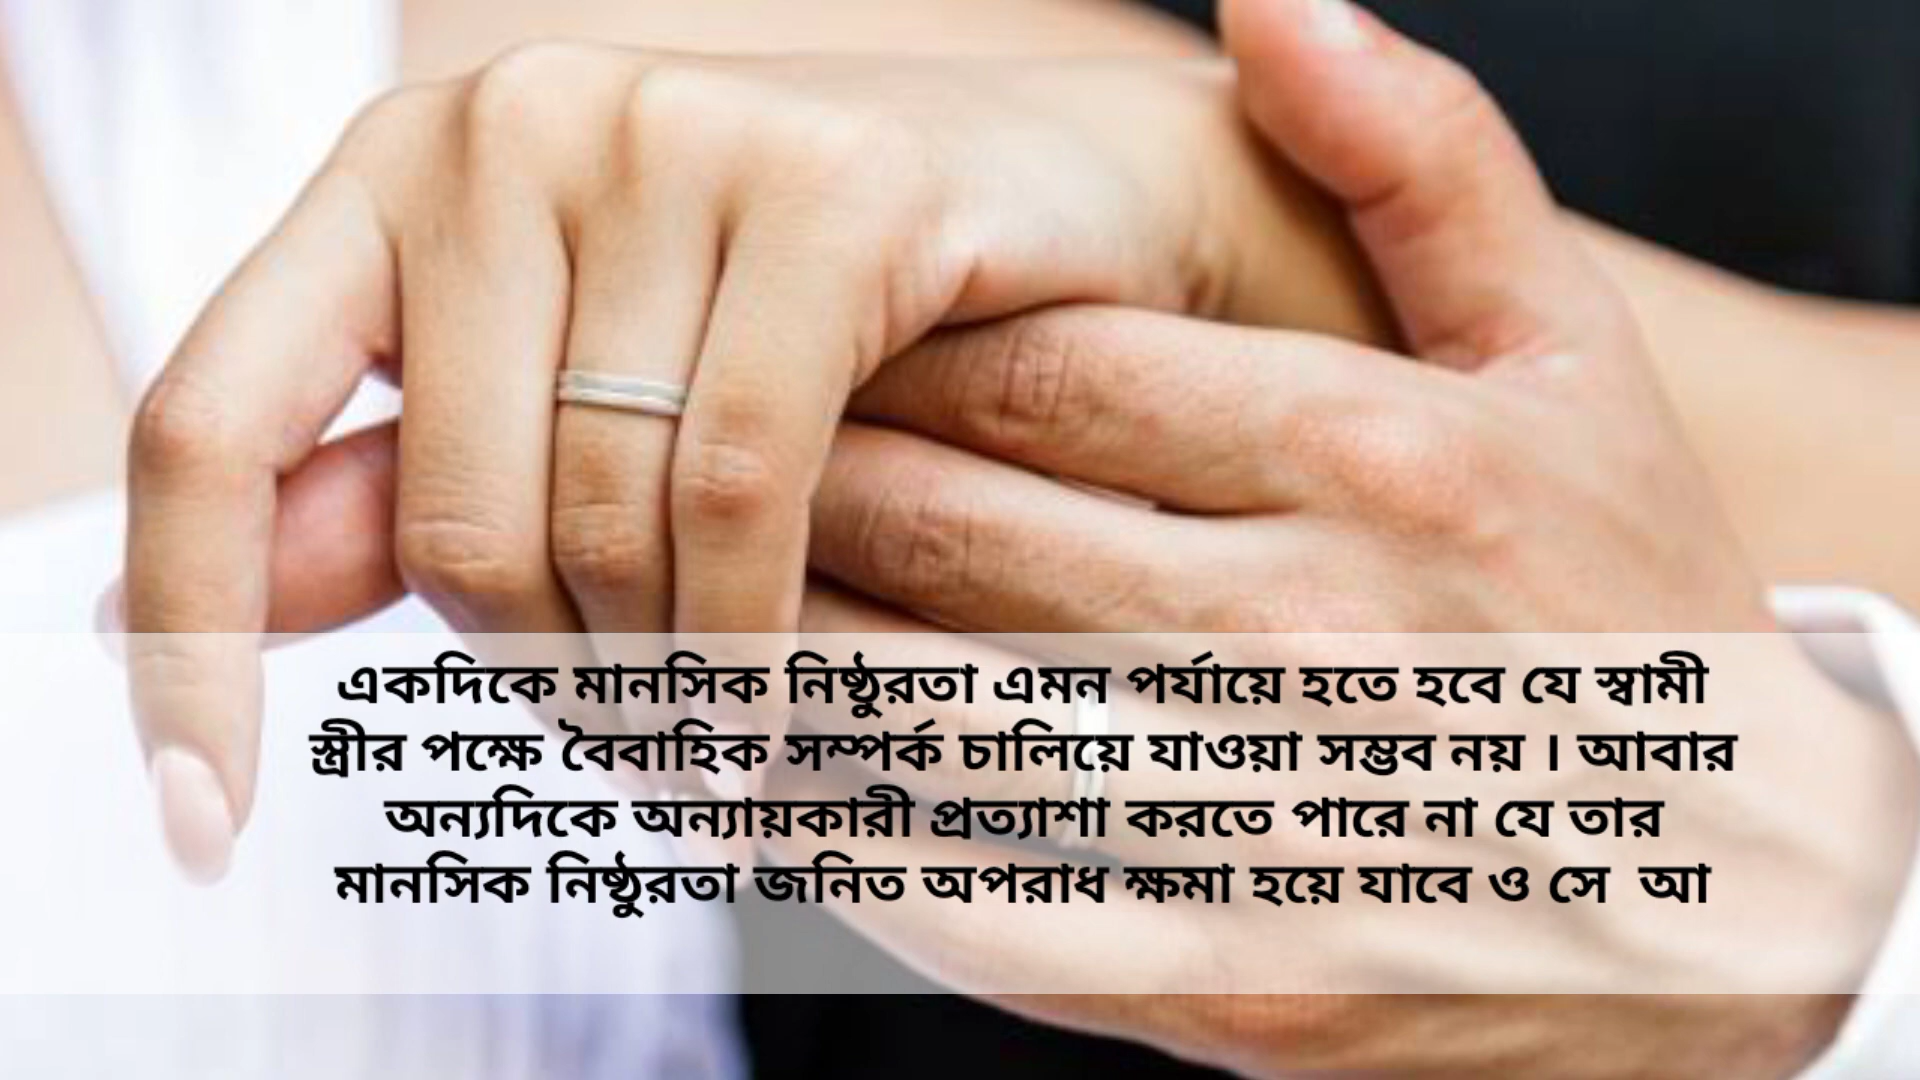 একদিকে মানসিক নিষ্ঠুরতা এমন পর্যায়ে হতে হবে যে স্বামী
স্ত্রীর পক্ষে বৈবাহিক সম্পর্ক চালিয়ে যাওয়া সম্ভব নয় । আবার
অন্যদিকে অন্যায়কারী প্রত্যাশা করতে পারে না যে তার
মানসিক নিষ্ঠুরতা জনিত অপরাধ ক্ষমা হয়ে যাবে ও সে আ